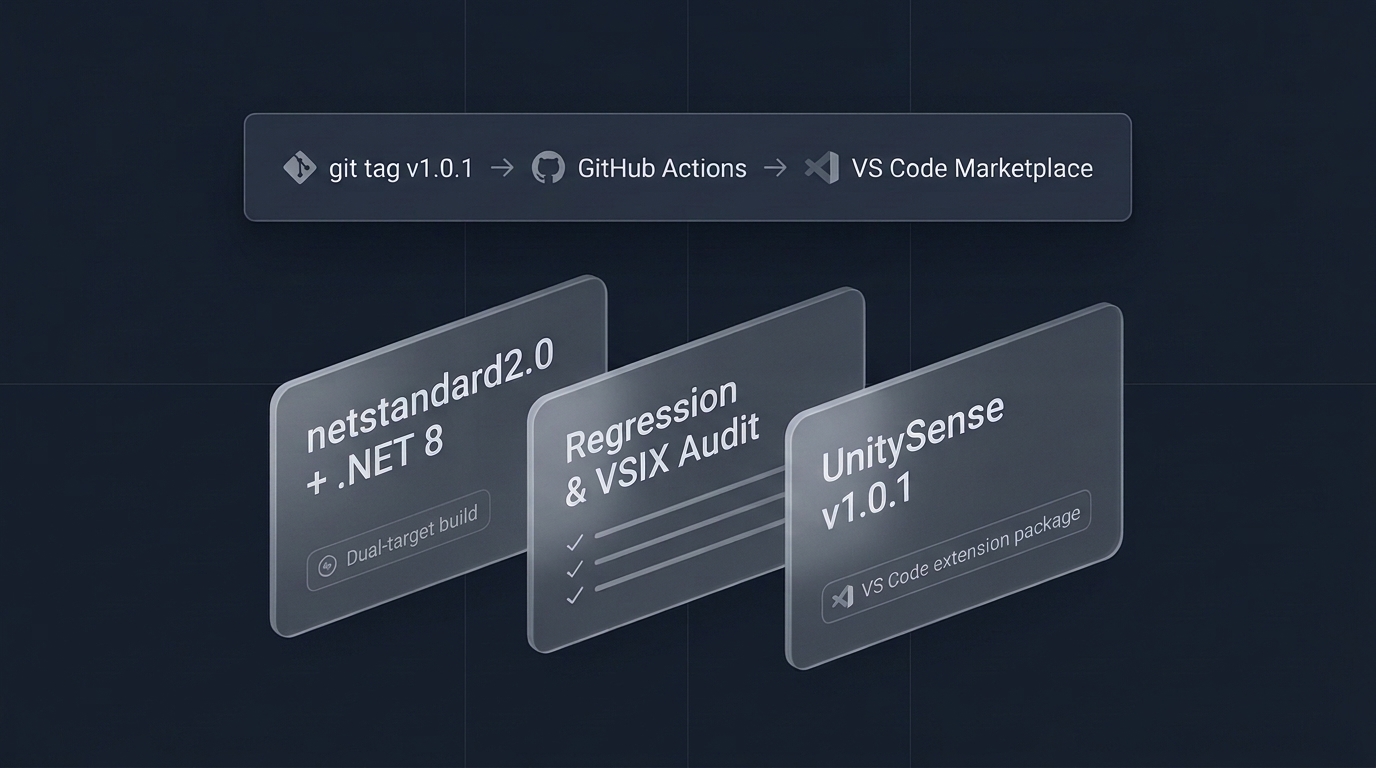 git tag v1.0.1 → GitHub Actions → VS Code Marketplace
netstandard2.0
+ .NET 8
Dual-target build
Regression
& VSIX Audit
UnitySense
v1.0.1
VS Code extension package